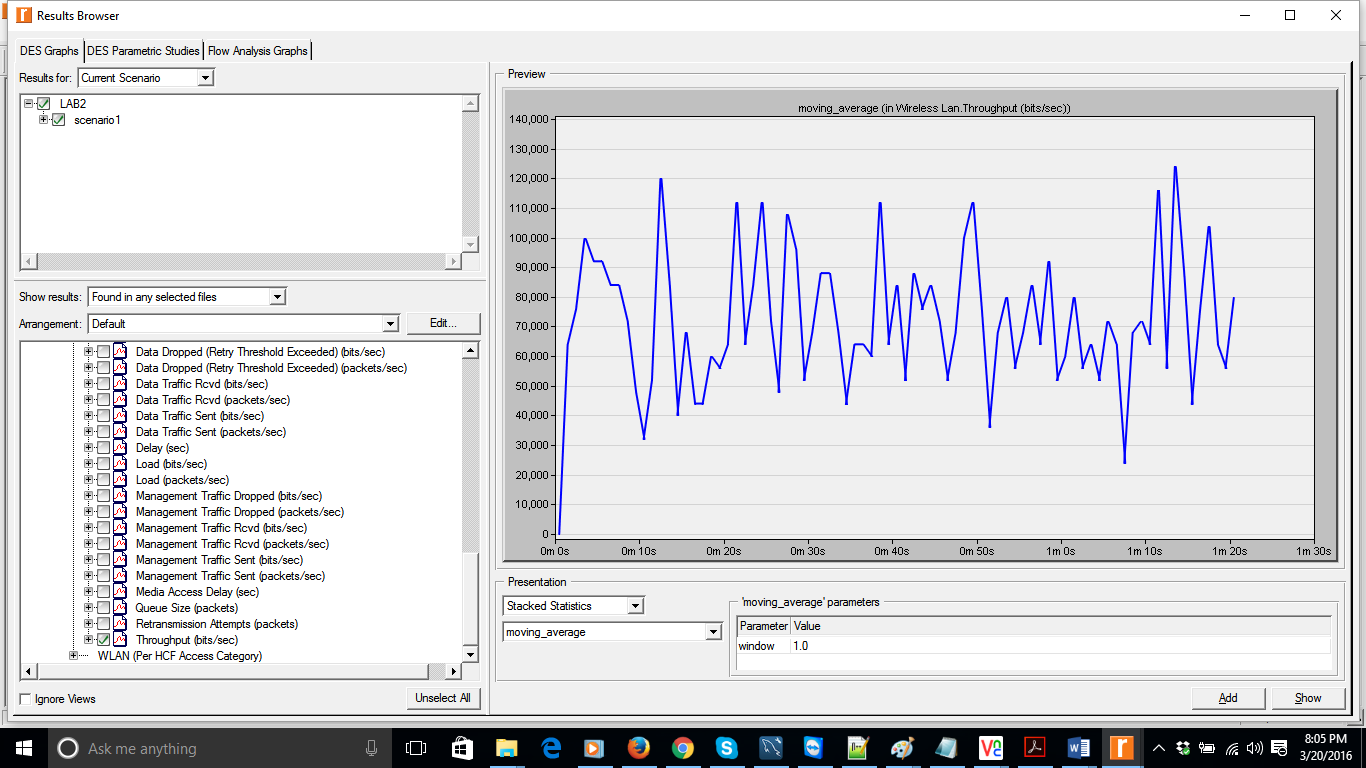 Results Browser
DES Graphs DES Parametric Studies Flow Analysis Graphs
Results for: Current Scenario
LAB2
scenario1
Show results: Found in any selected files
Arrangement: Default Edit...
Data Dropped (Retry Threshold Exceeded) (bits/sec)
Data Dropped (Retry Threshold Exceeded) (packets/sec)
Data Traffic Rcvd (bits/sec)
Data Traffic Rcvd (packets/sec)
Data Traffic Sent (bits/sec)
Data Traffic Sent (packets/sec)
Delay (sec)
Load (bits/sec)
Load (packets/sec)
Management Traffic Dropped (bits/sec)
Management Traffic Dropped (packets/sec)
Management Traffic Rcvd (bits/sec)
Management Traffic Rcvd (packets/sec)
Management Traffic Sent (bits/sec)
Management Traffic Sent (packets/sec)
Media Access Delay (sec)
Queue Size (packets)
Retransmission Attempts (packets)
Throughput (bits/sec)
WLAN (Per HCF Access Category)
Ignore Views
Unselect All
Preview
moving_average (in Wireless Lan.Throughput (bits/sec))
140,000
130,000
120,000
110,000
100,000
90,000
80,000
70,000
60,000
50,000
40,000
30,000
20,000
10,000
0
0m 0s 0m 10s 0m 20s 0m 30s 0m 40s 0m 50s 1m 0s 1m 10s 1m 20s 1m 30s
Presentation
Stacked Statistics
moving_average
'moving_average' parameters
Parameter Value
window 1.0
Add Show
Ask me anything
8:05 PM
3/20/2016